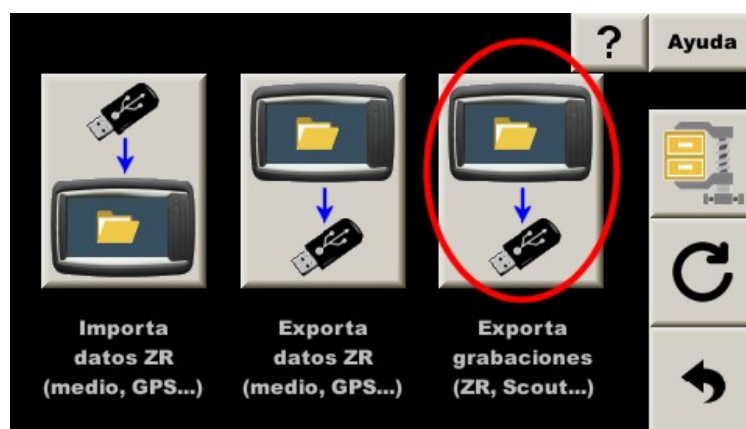 ? Ayuda
Importa
datos ZR
(medio, GPS...)
Exporta
datos ZR
(medio, GPS...)
Exporta
grabaciones
(ZR, Scout...)